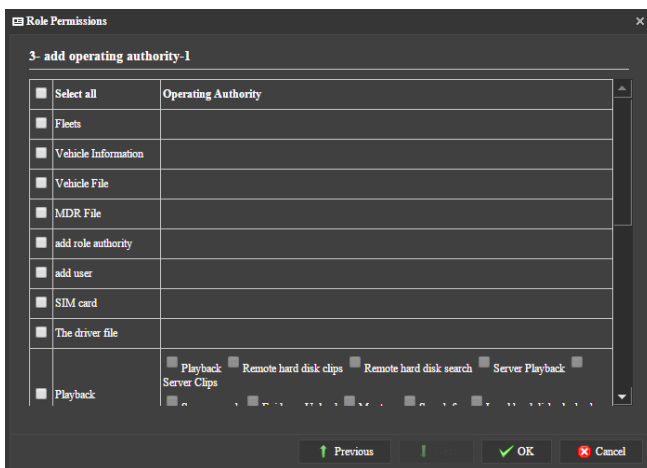 Role Permissions
3- add operating authority-1
Select all Operating Authority
Fleets
Vehicle Information
Vehicle File
MDR File
add role authority
add user
SIM card
The driver file
Playback Remote hard disk clips Remote hard disk search Server Playback
Server Clips
Playback
Previous OK Cancel